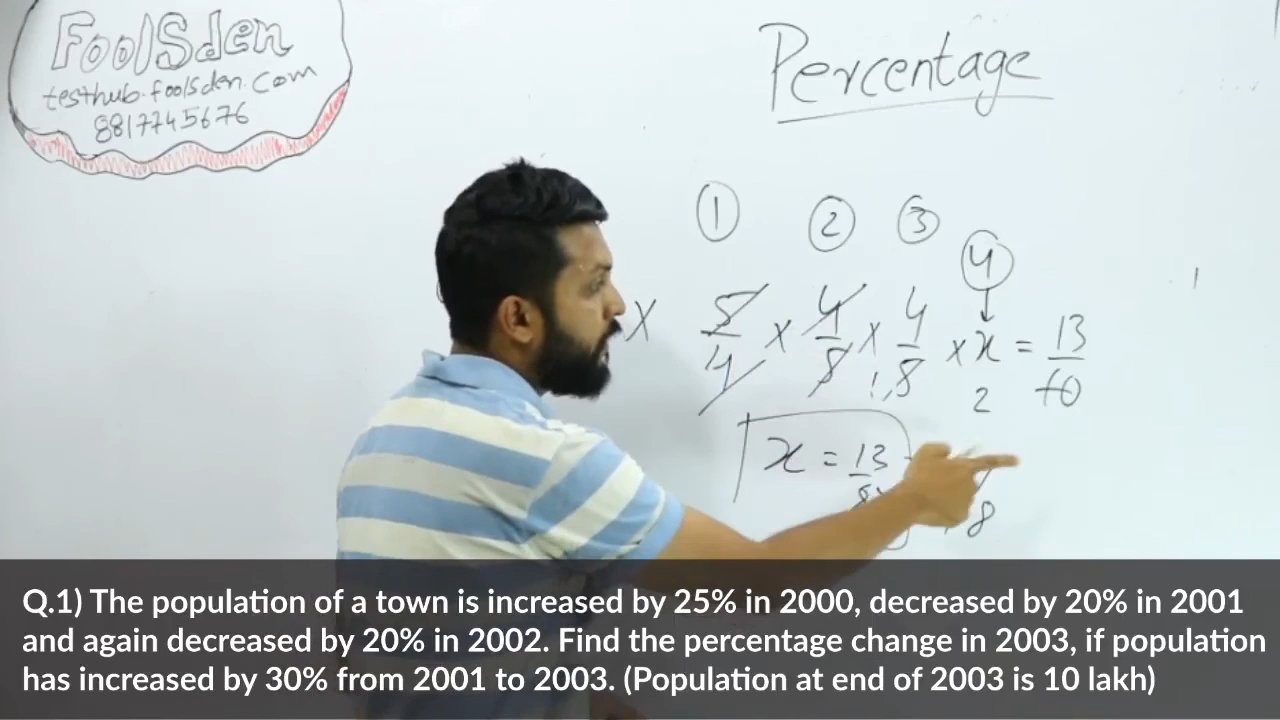 FoolSden
testhub.foolsden.com
8817745676
Percentage
① ② ③
④
X 5/4 x 4/5 x 4/5 x x = 13/10
2
x = 13
8
Q.1) The population of a town is increased by 25% in 2000, decreased by 20% in 2001
and again decreased by 20% in 2002. Find the percentage change in 2003, if population
has increased by 30% from 2001 to 2003. (Population at end of 2003 is 10 lakh)